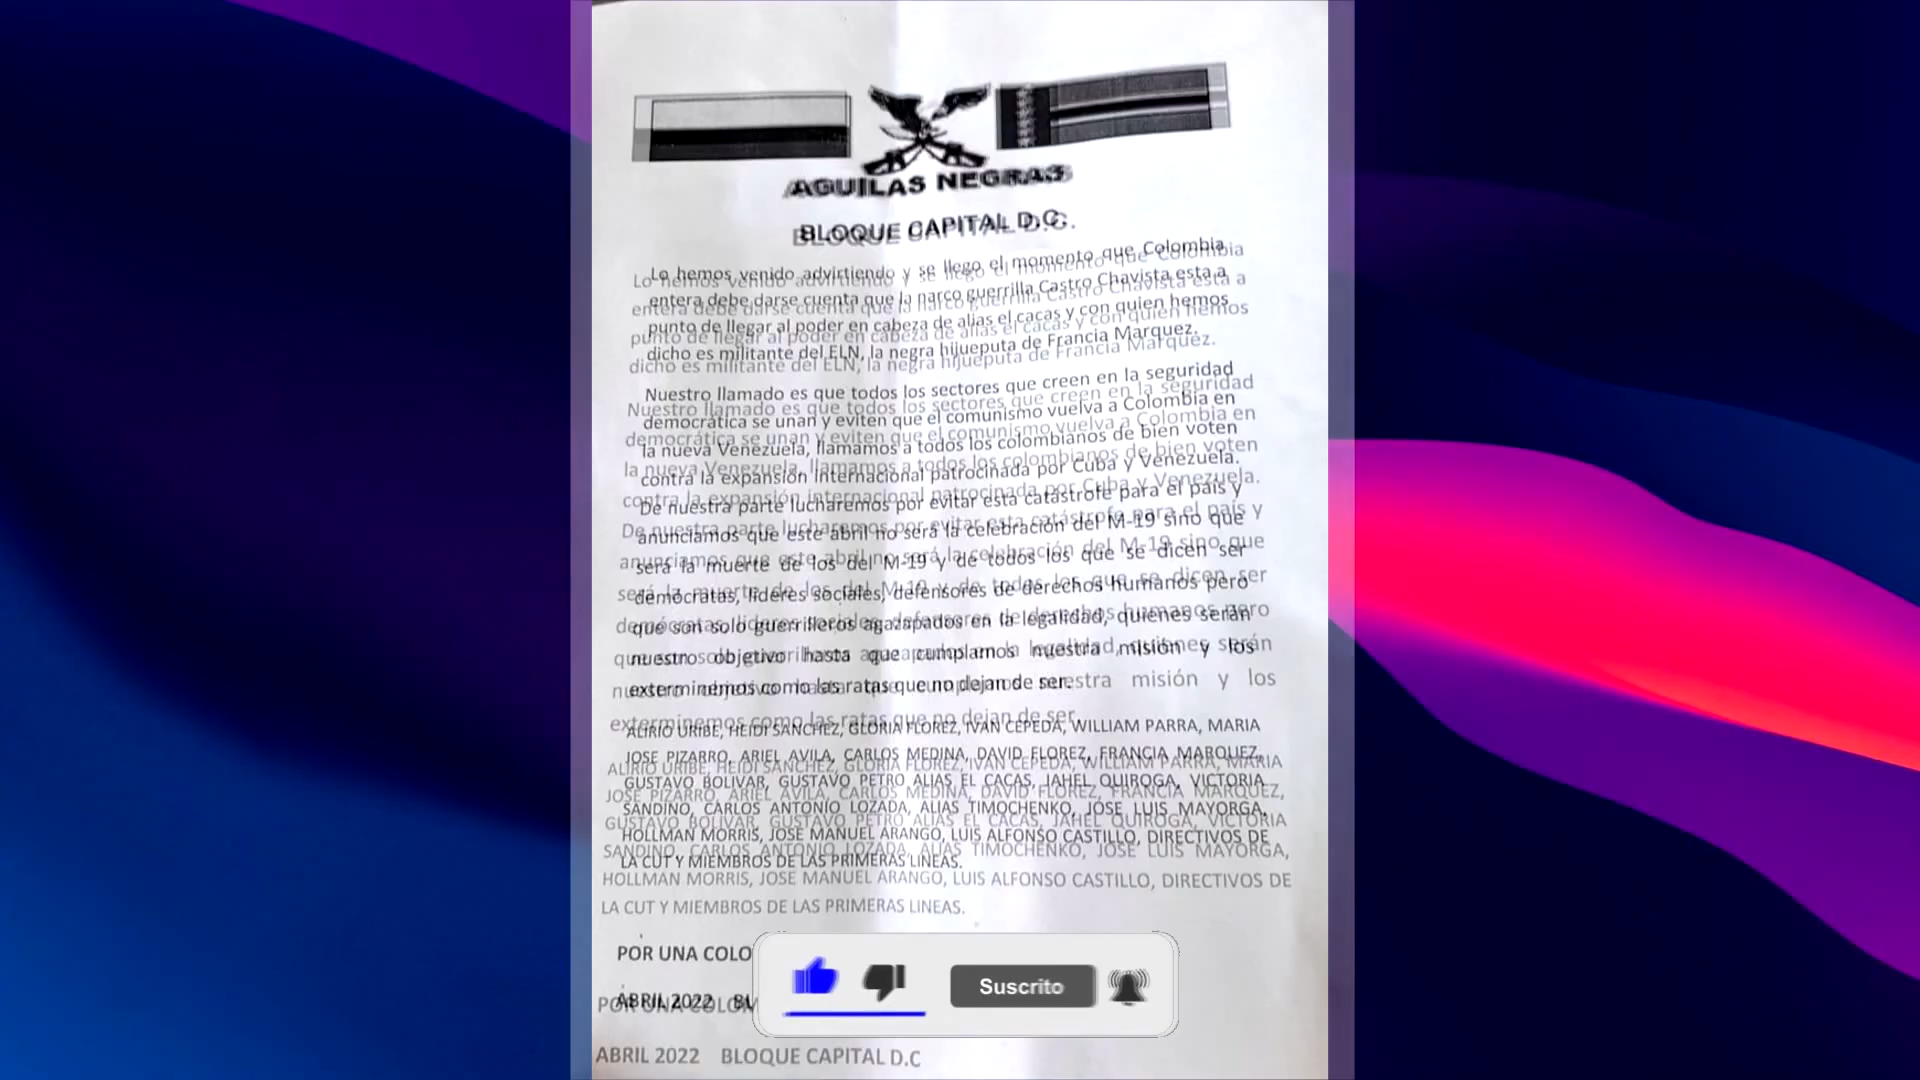 AGUILAS NEGRAS
BLOQUE CAPITAL D.C.
Lo hemos venido advirtiendo y se llego el momento que Colombia
entera debe darse cuenta que la narco guerrilla Castro Chavista esta a
punto de llegar al poder en cabeza de alias el cacas y con quien hemos
dicho es militante del ELN, la negra hijueputa de Francia Marquez.
Nuestro llamado es que todos los sectores que creen en la seguridad
democrática se unan y eviten que el comunismo vuelva a Colombia en
la nueva Venezuela, llamamos a todos los colombianos de bien voten
contra la expansión internacional patrocinada por Cuba y Venezuela.
De nuestra parte lucharemos por evitar esta catástrofe para el país y
anunciamos que este abril no será la celebración del M-19 sino que
será la muerte de los del M-19 y de todos los que se dicen ser
demócratas, lideres sociales, defensores de derechos humanos pero
que son solo guerrilleros agazapados en la legalidad, quienes serán
nuestro objetivo hasta que cumplamos nuestra misión y los
exterminemos como las ratas que no dejan de ser.
ALIRIO URIBE, HEIDI SANCHEZ, GLORIA FLOREZ, IVAN CEPEDA, WILLIAM PARRA, MARIA
JOSE PIZARRO, ARIEL AVILA, CARLOS MEDINA, DAVID FLOREZ, FRANCIA MARQUEZ,
GUSTAVO BOLIVAR, GUSTAVO PETRO ALIAS EL CACAS, JAHEL QUIROGA, VICTORIA
SANDINO, CARLOS ANTONIO LOZADA, ALIAS TIMOCHENKO, JOSE LUIS MAYORGA,
HOLLMAN MORRIS, JOSE MANUEL ARANGO, LUIS ALFONSO CASTILLO, DIRECTIVOS DE
LA CUT Y MIEMBROS DE LAS PRIMERAS LINEAS.
POR UNA COLO
ABRIL 2022 BLOQUE CAPITAL D.C
Suscrito